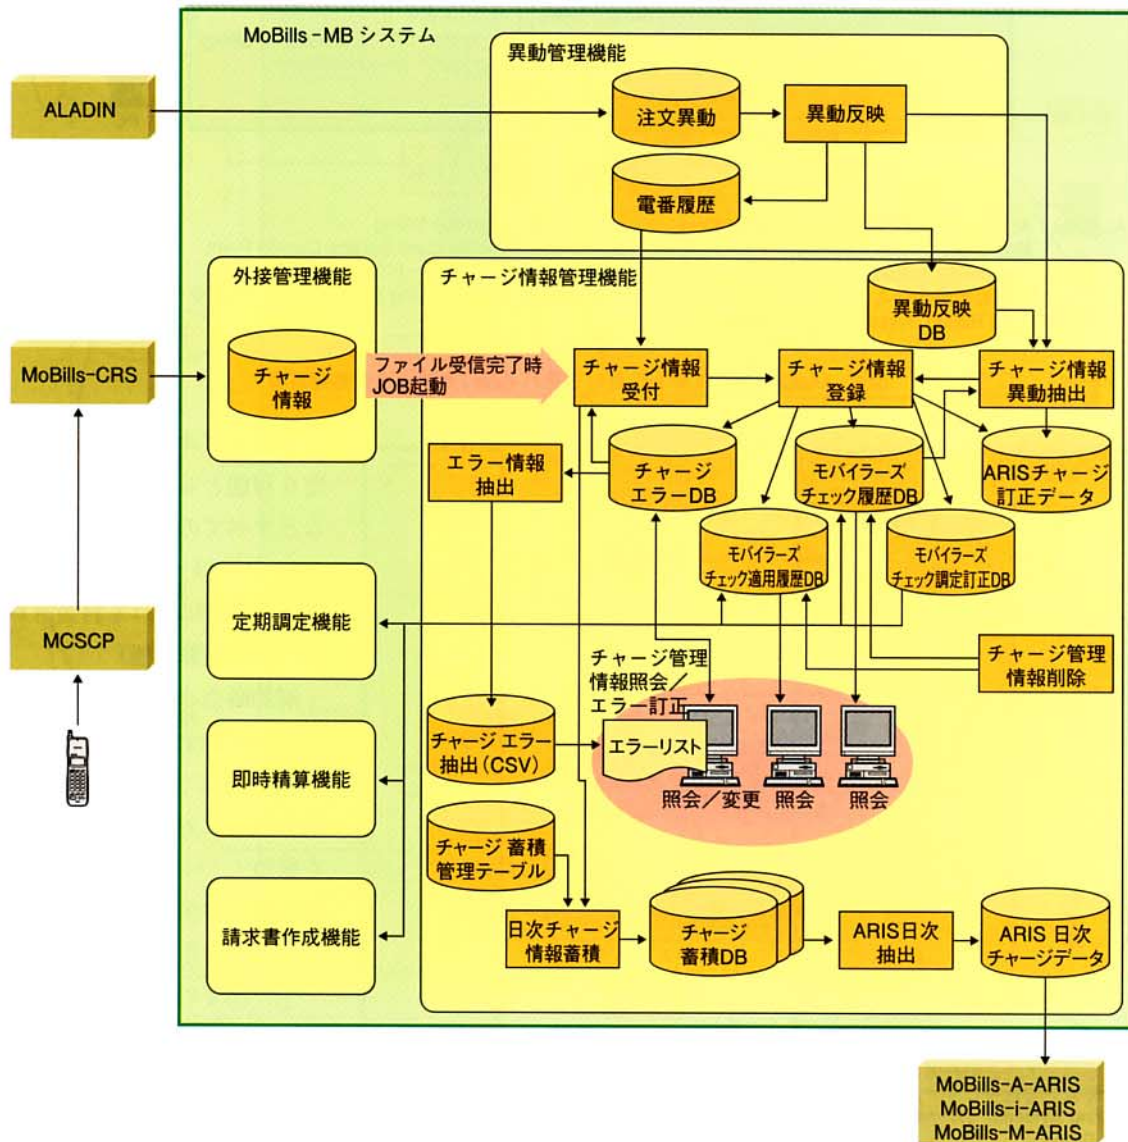 MoBills-MB システム
異動管理機能
ALADIN
注文異動
異動反映
電番履歴
外接管理機能
チャージ情報管理機能
異動反映
DB
MoBills-CRS
チャージ
情報
ファイル受信完了時
JOB起動
チャージ情報
受付
チャージ情報
登録
チャージ情報
異動抽出
エラー情報
抽出
チャージ
エラーDB
モバイラーズ
チェック履歴DB
ARISチャージ
訂正データ
モバイラーズ
チェック適用履歴DB
モバイラーズ
チェック調定訂正DB
定期調定機能
MCSCP
チャージ管理
情報照会/
エラー訂正
チャージ管理
情報削除
チャージ エラー
抽出(CSV)
エラーリスト
即時精算機能
照会/変更
照会
照会
チャージ 蓄積
管理テーブル
請求書作成機能
日次チャージ
情報蓄積
チャージ
蓄積DB
ARIS日次
抽出
ARIS 日次
チャージデータ
MoBills-A-ARIS
MoBills-i-ARIS
MoBills-M-ARIS